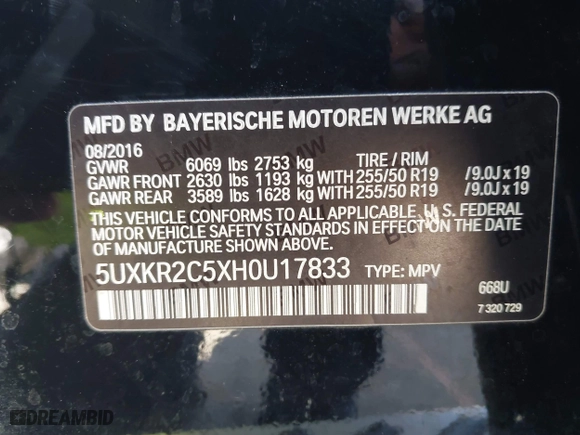 MFD BY BAYERISCHE MOTOREN WERKE AG
08/2016
GVWR 6069 lbs 2753 kg TIRE / RIM
GAWR FRONT 2630 lbs 1193 kg WITH 255/50 R19 /9.0J x 19
GAWR REAR 3589 lbs 1628 kg WITH 255/50 R19 /9.0J x 19
THIS VEHICLE CONFORMS TO ALL APPLICABLE U.S. FEDERAL
MOTOR VEHICLE SAFETY STANDARDS IN EFFECT ON THE DATE
OF MANUFACTURE SHOWN ABOVE.
5UXKR2C5XH0U17833 TYPE: MPV
668U
7 320 729
DREAMBID